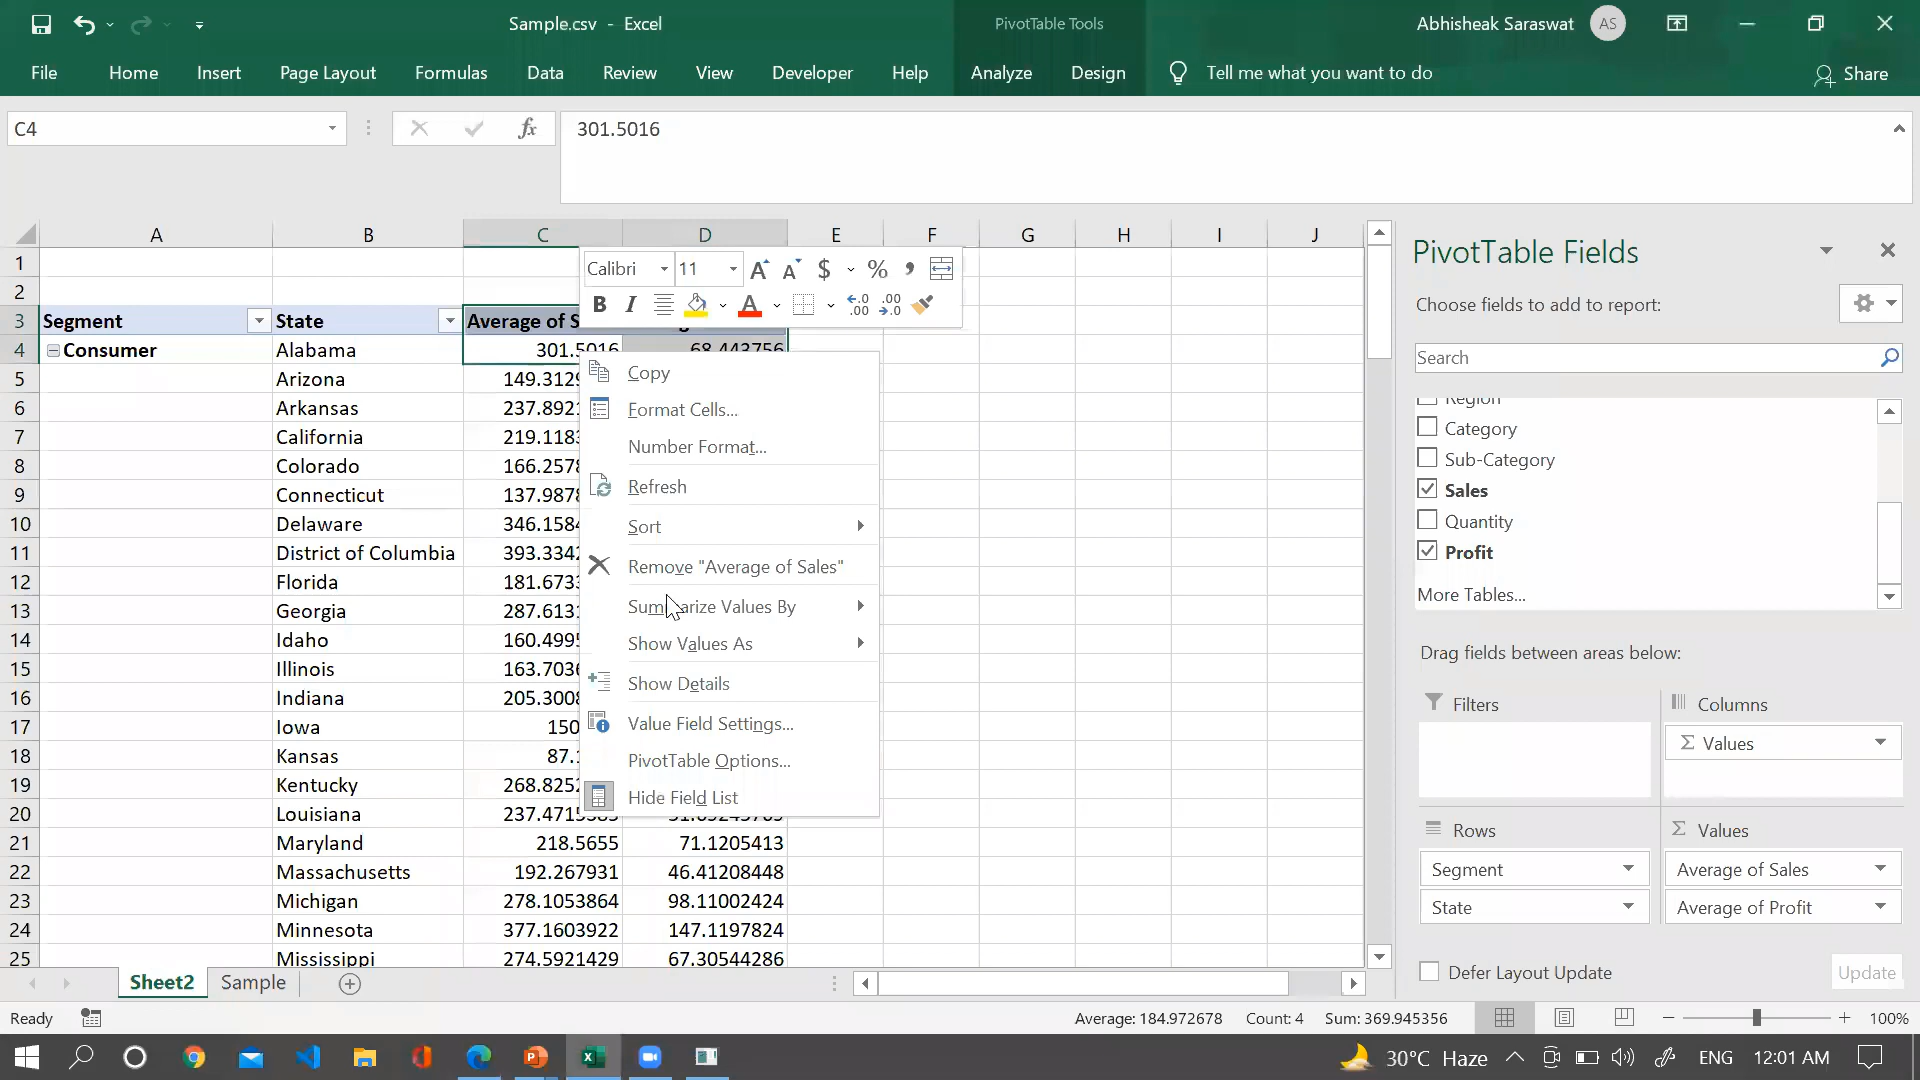 Sample.csv - Excel
PivotTable Tools
Abhisheak Saraswat
AS
File Home Insert Page Layout Formulas Data Review View Developer Help Analyze Design Tell me what you want to do Share
C4 fx 301.5016
A B C D E F G H I J
Calibri 11 A A $ % ,
B I A .00 .00
1
2
3 Segment State Average of S
4 Consumer Alabama 301.5016 68.443756
5 Arizona 149.3129
6 Arkansas 237.8921
7 California 219.1183
8 Colorado 166.2578
9 Connecticut 137.9878
10 Delaware 346.1584
11 District of Columbia 393.3342
12 Florida 181.6733
13 Georgia 287.6131
14 Idaho 160.4995
15 Illinois 163.7036
16 Indiana 205.3008
17 Iowa 150
18 Kansas 87.1
19 Kentucky 268.8252
20 Louisiana 237.4715385
21 Maryland 218.5655 71.1205413
22 Massachusetts 192.267931 46.41208448
23 Michigan 278.1053864 98.11002424
24 Minnesota 377.1603922 147.1197824
25 Mississippi 274.5921429 67.30544286
Copy
Format Cells...
Number Format...
Refresh
Sort
Remove "Average of Sales"
Summarize Values By
Show Values As
Show Details
Value Field Settings...
PivotTable Options...
Hide Field List
PivotTable Fields
Choose fields to add to report:
Search
Region
Category
Sub-Category
Sales
Quantity
Profit
More Tables...
Drag fields between areas below:
Filters
Columns
Σ Values
Rows
Segment
State
Σ Values
Average of Sales
Average of Profit
Defer Layout Update Update
Sheet2 Sample
Ready
Average: 184.972678 Count: 4 Sum: 369.945356 100%
30°C Haze ENG 12:01 AM